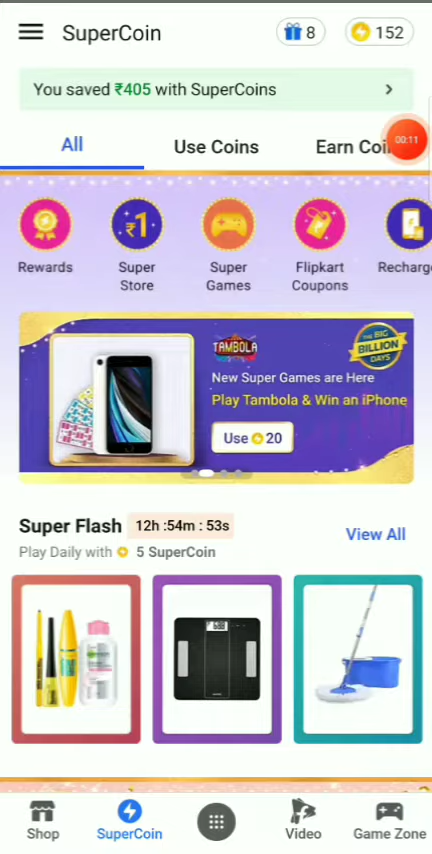 SuperCoin
8
152
You saved ₹405 with SuperCoins
All
Use Coins
Earn Coi
00:11
₹1
Rewards
Super Store
Super Games
Flipkart Coupons
Recharge
TAMBOLA
THE BIG BILLION DAYS
New Super Games are Here
Play Tambola & Win an iPhone
Use 20
Super Flash 12h :54m : 53s
View All
Play Daily with 5 SuperCoin
Shop
SuperCoin
Video
Game Zone